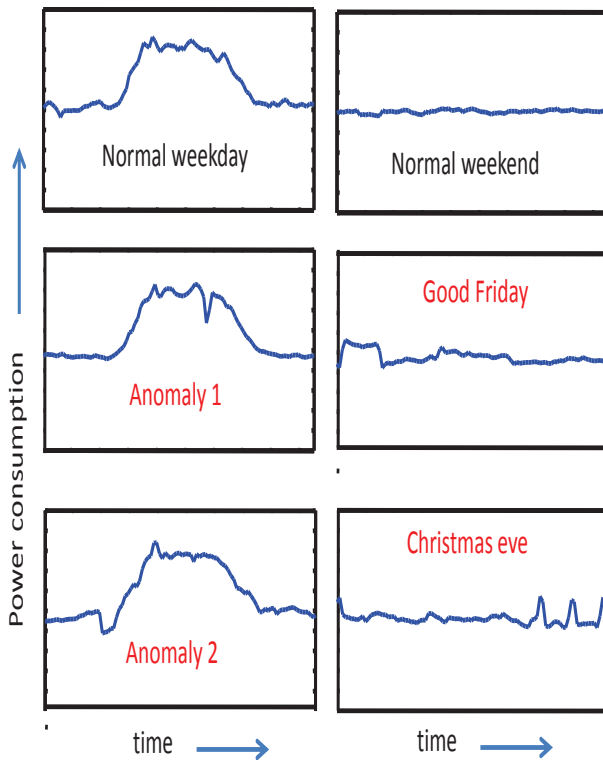 Normal weekday
Normal weekend
Good Friday
Anomaly 1
Power consumption
Christmas eve
Anomaly 2
time
time